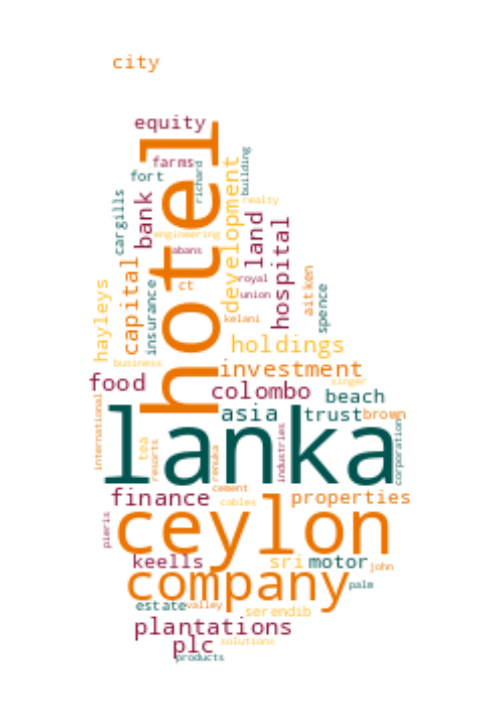 city
equity
farms
fort
richard
building
cargills
bank
hotel
development
realty
land
hospital
engineering
abans
capital
insurance
ct
royal
union
aitken
spence
hayleys
kelani
holdings
business
investment
food
colombo
singer
beach
international
asia
trust
brown
lanka
corporation
tea
resorts
renuka
industries
cement
finance
cables
properties
pieris
ceylon
keells
sri
motor
john
company
palm
estate
valley
serendib
plantations
plc
solutions
products